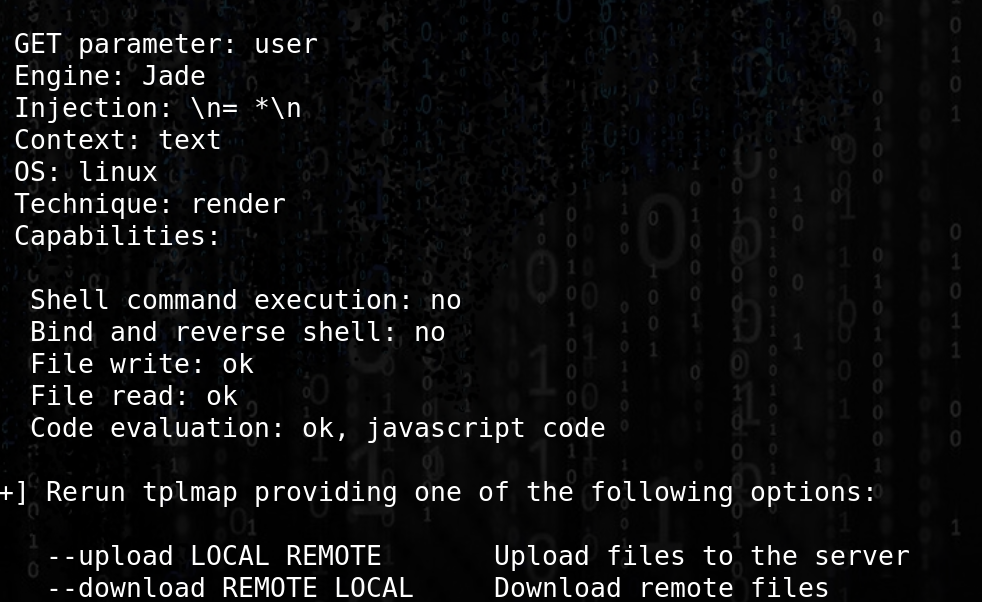 GET parameter: user
Engine: Jade
Injection: \n= *\n
Context: text
OS: linux
Technique: render
Capabilities:
Shell command execution: no
Bind and reverse shell: no
File write: ok
File read: ok
Code evaluation: ok, javascript code
+] Rerun tplmap providing one of the following options:
--upload LOCAL REMOTE Upload files to the server
--download REMOTE LOCAL Download remote files